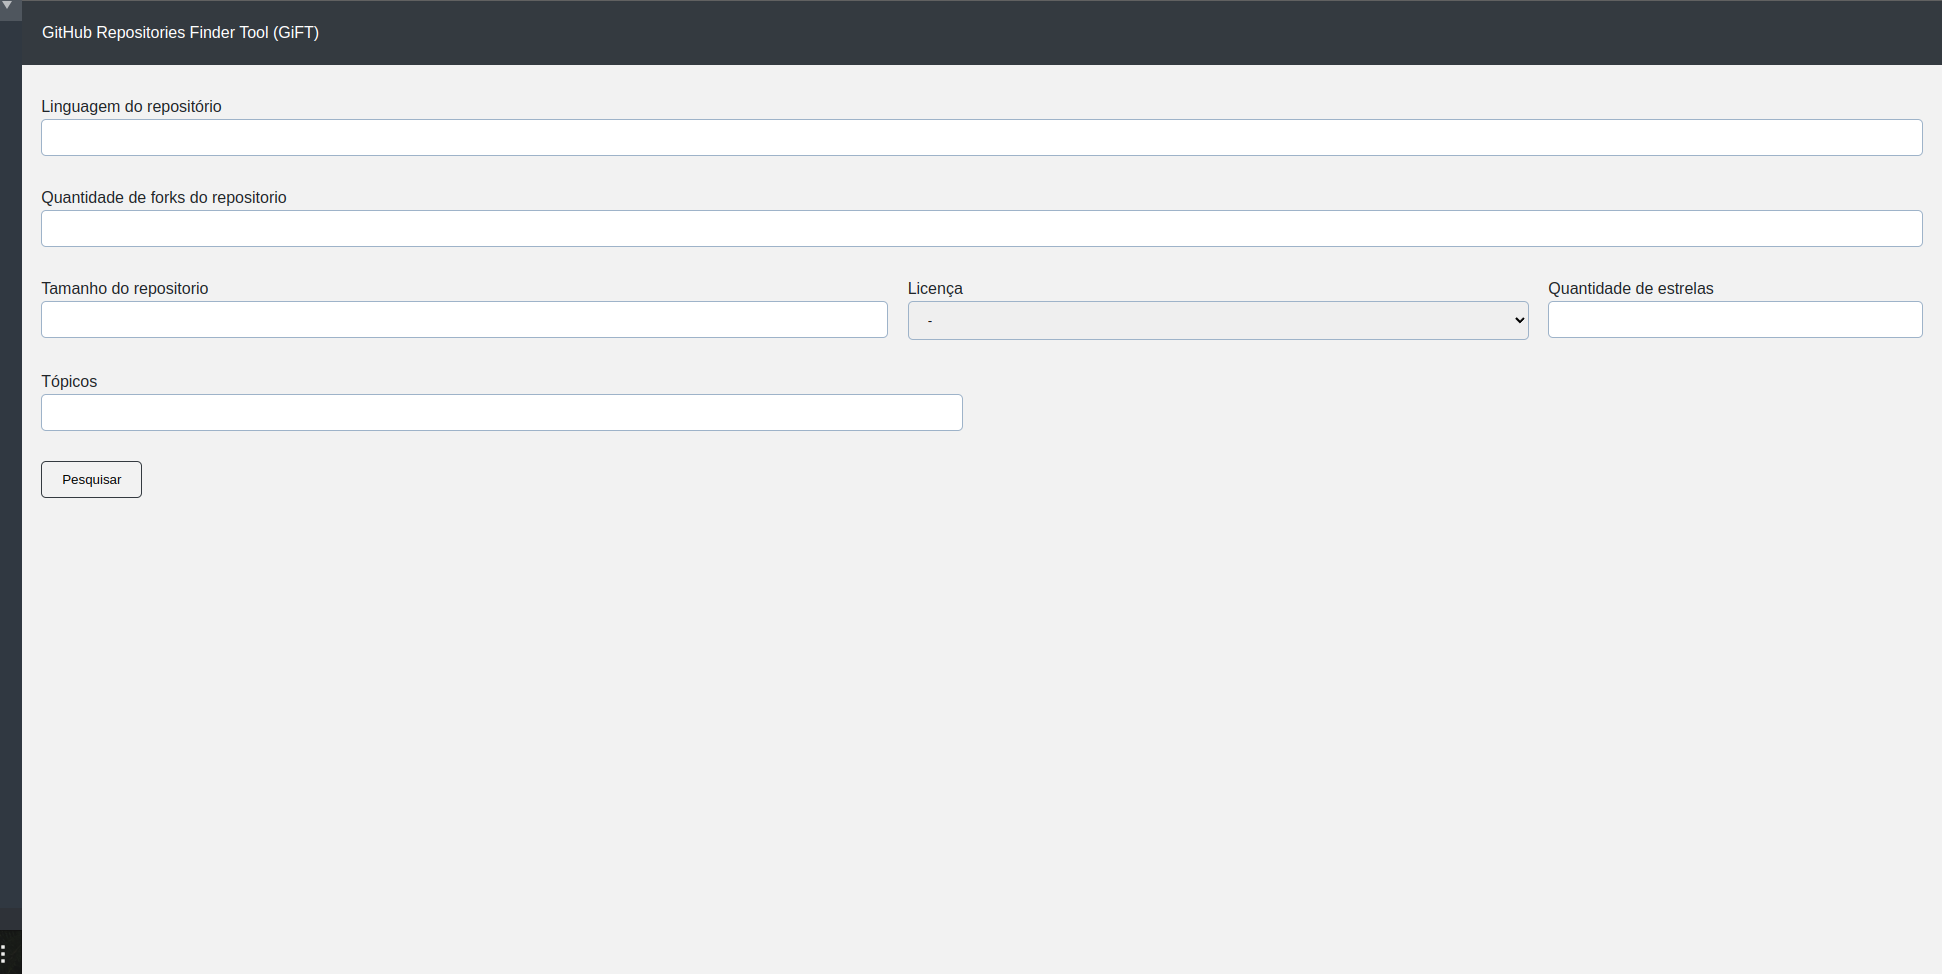 GitHub Repositories Finder Tool (GiFT)
Linguagem do repositório
Quantidade de forks do repositorio
Tamanho do repositorio
Licença
Quantidade de estrelas
-
Tópicos
Pesquisar